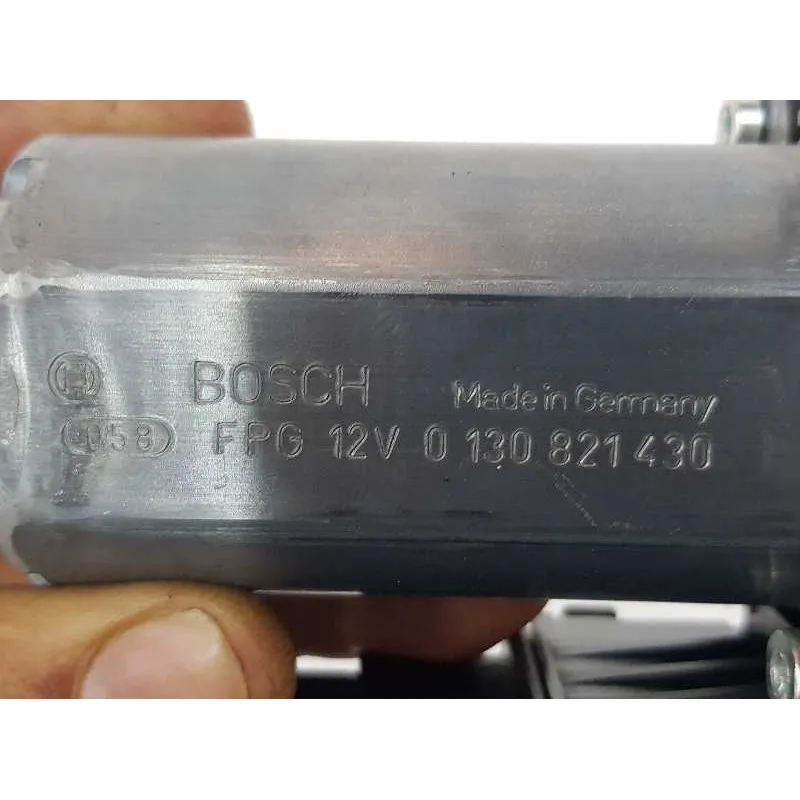 BOSCH Made in Germany
058 FPG 12V 0 130 821 430